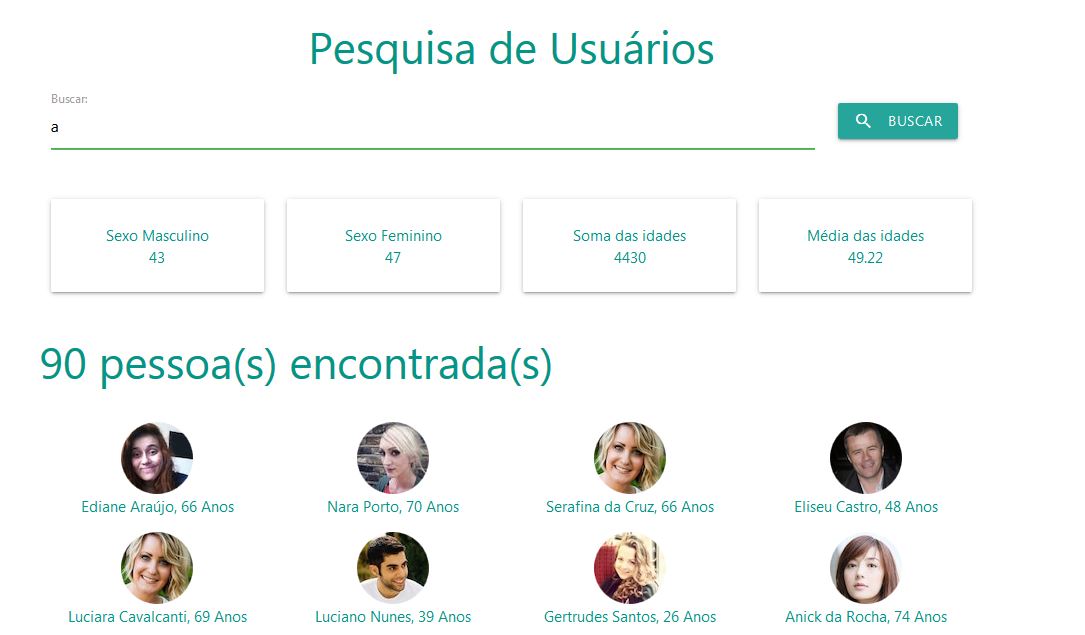 Pesquisa de Usuários
Buscar:
a
BUSCAR
Sexo Masculino
43
Sexo Feminino
47
Soma das idades
4430
Média das idades
49.22
90 pessoa(s) encontrada(s)
Ediane Araújo, 66 Anos
Nara Porto, 70 Anos
Serafina da Cruz, 66 Anos
Eliseu Castro, 48 Anos
Luciara Cavalcanti, 69 Anos
Luciano Nunes, 39 Anos
Gertrudes Santos, 26 Anos
Anick da Rocha, 74 Anos